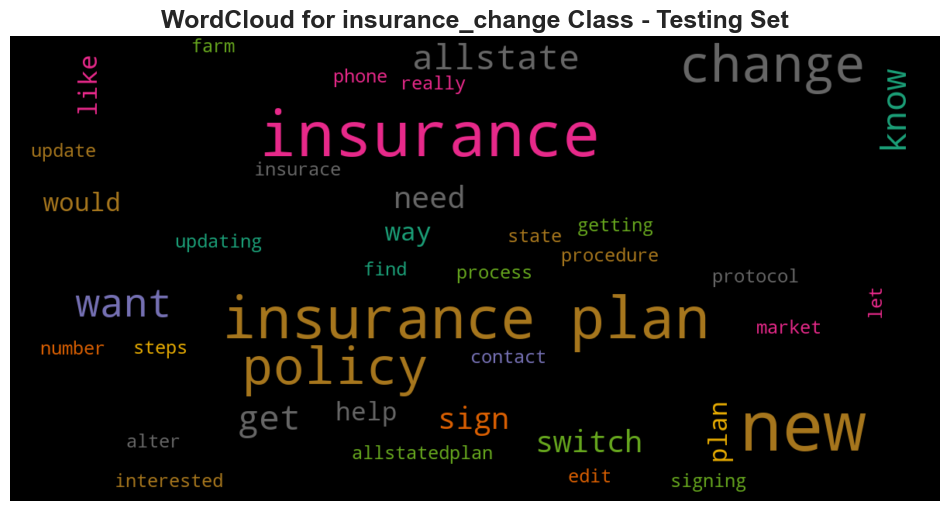 WordCloud for insurance_change Class - Testing Set
farm
allstate
change
like
phone
really
know
insurance
update
insurace
would
need
updating
way
getting
state
procedure
find
process
protocol
want
let
insurance plan
market
number
steps
policy
contact
get
help
sign
plan
new
alter
switch
allstatedplan
interested
edit
signing